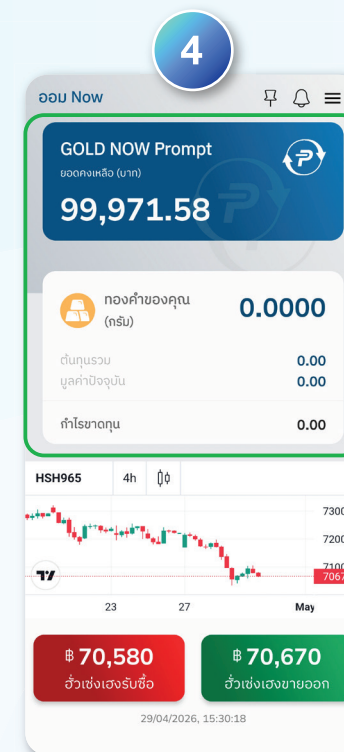 4
ออม Now
GOLD NOW Prompt
ยอดคงเหลือ (บาท)
99,971.58
ทองคำของคุณ
(กรัม)
0.0000
ต้นทุนรวม 0.00
มูลค่าปัจจุบัน 0.00
กำไรขาดทุน 0.00
HSH965 4h
7300
7200
7100
7067
23 27 May
฿ 70,580
ฮั่วเซ่งเฮงรับซื้อ
฿ 70,670
ฮั่วเซ่งเฮงขายออก
29/04/2026, 15:30:18